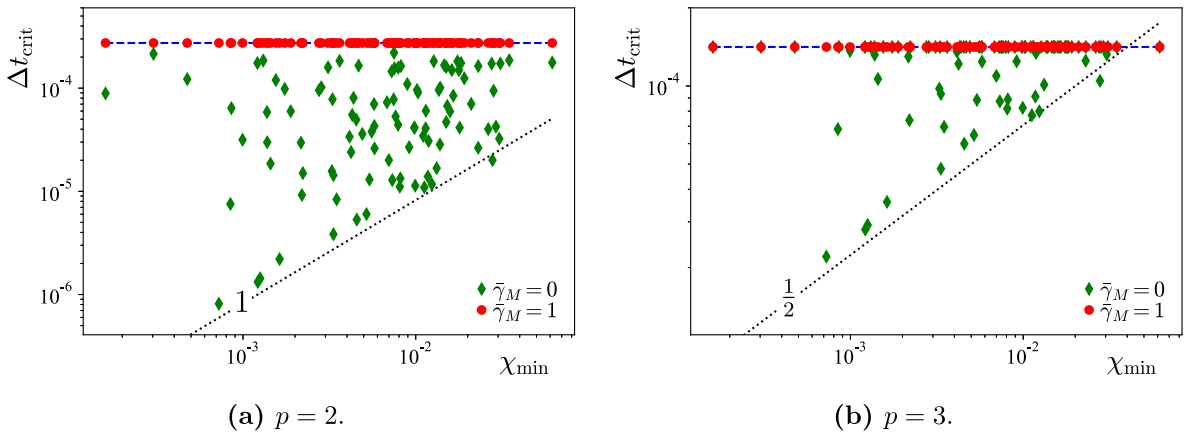 Δt_crit
10⁻⁴
10⁻⁵
10⁻⁶
1
γ̄_M = 0
γ̄_M = 1
10⁻³
10⁻²
χ_min
(a) p = 2.
Δt_crit
10⁻⁴
1/2
γ̄_M = 0
γ̄_M = 1
10⁻³
10⁻²
χ_min
(b) p = 3.